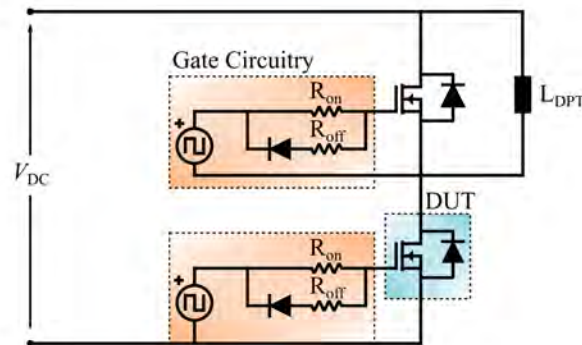 Gate Circuitry
R_on
R_off
L_DPT
V_DC
DUT
R_on
R_off